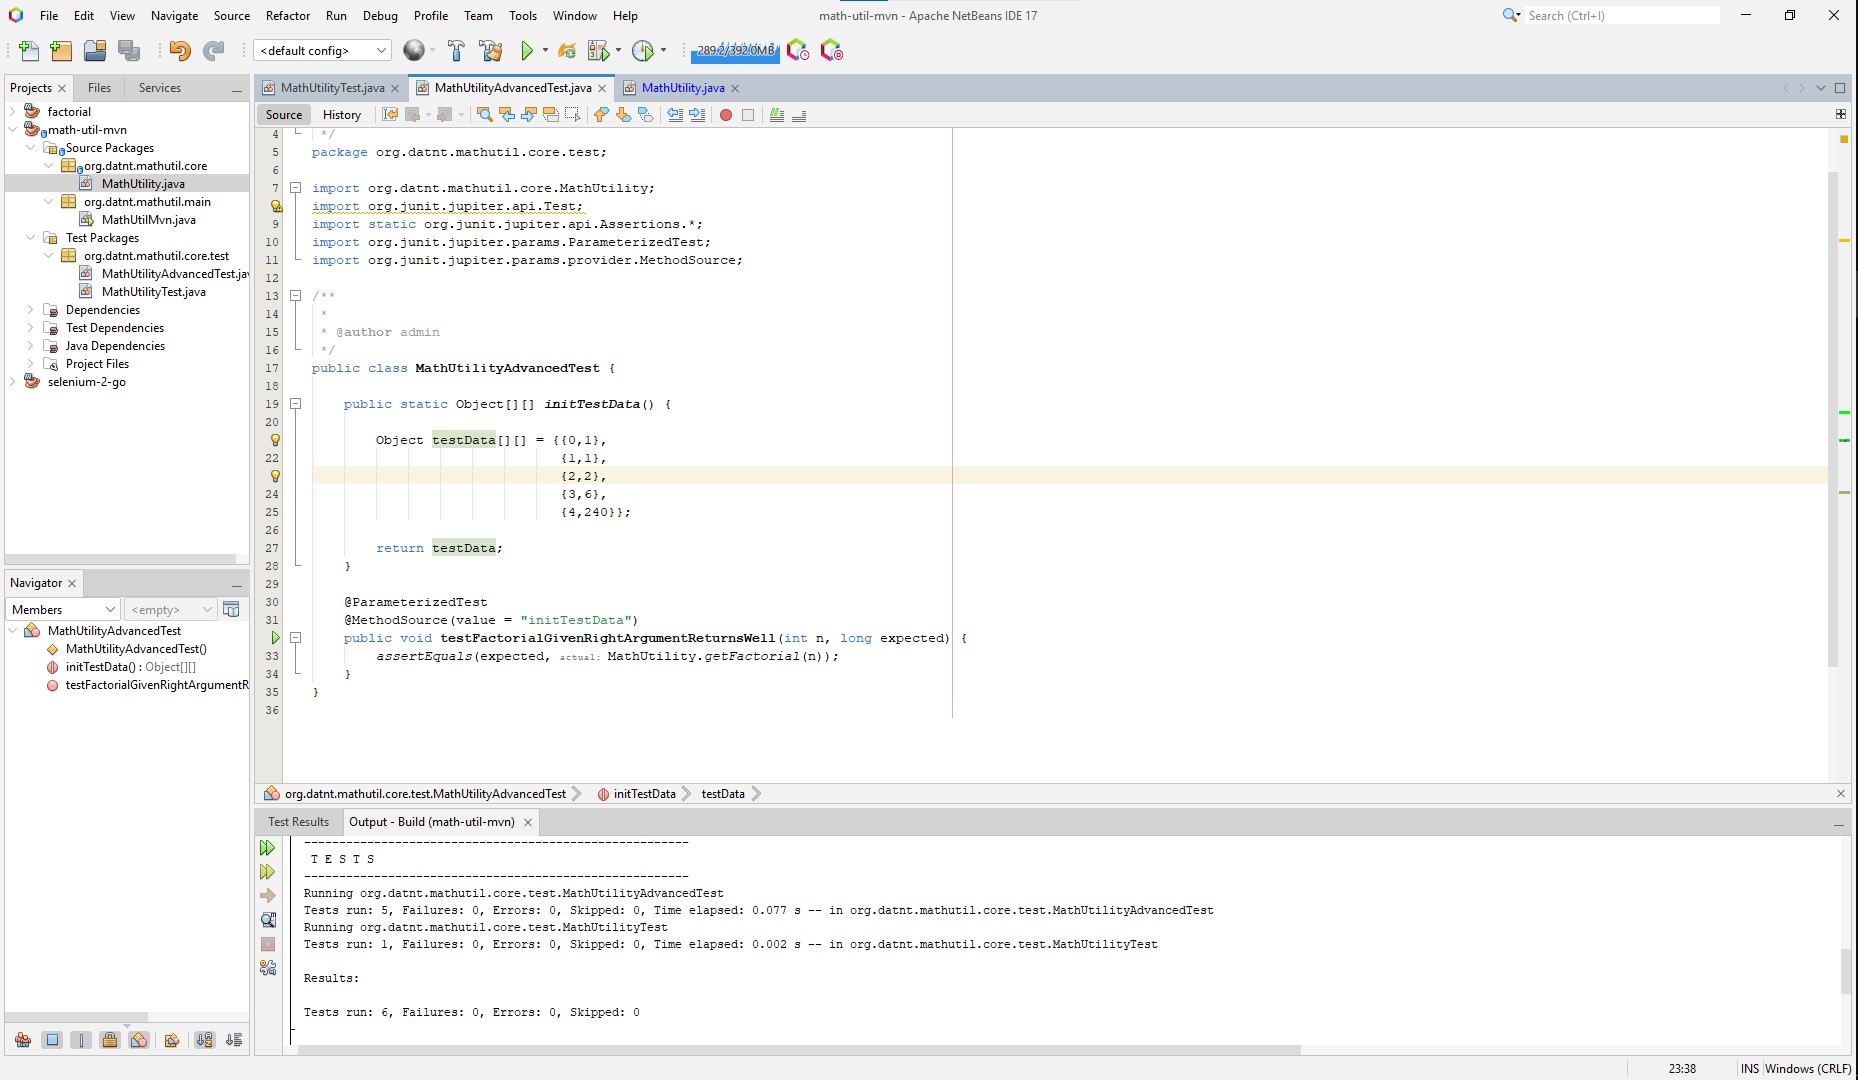 File Edit View Navigate Source Refactor Run Debug Profile Team Tools Window Help
math-util-mvn - Apache NetBeans IDE 17
Search (Ctrl+I)
<default config>
289.2/392.0MB
Projects Files Services
factorial
math-util-mvn
Source Packages
org.datnt.mathutil.core
MathUtility.java
org.datnt.mathutil.main
MathUtilMvn.java
Test Packages
org.datnt.mathutil.core.test
MathUtilityAdvancedTest.jav
MathUtilityTest.java
Dependencies
Test Dependencies
Java Dependencies
Project Files
selenium-2-go
Navigator
Members <empty>
MathUtilityAdvancedTest
MathUtilityAdvancedTest()
initTestData() : Object[][]
testFactorialGivenRightArgumentR
MathUtilityTest.java MathUtilityAdvancedTest.java MathUtility.java
Source History
4 */
5 package org.datnt.mathutil.core.test;
6
7 import org.datnt.mathutil.core.MathUtility;
import org.junit.jupiter.api.Test;
9 import static org.junit.jupiter.api.Assertions.*;
10 import org.junit.jupiter.params.ParameterizedTest;
11 import org.junit.jupiter.params.provider.MethodSource;
12
13 /**
14 *
15 * @author admin
16 */
17 public class MathUtilityAdvancedTest {
18
19 public static Object[][] initTestData() {
20
Object testData[][] = {{0,1},
22 {1,1},
{2,2},
24 {3,6},
25 {4,240}};
26
27 return testData;
28 }
29
30 @ParameterizedTest
31 @MethodSource(value = "initTestData")
public void testFactorialGivenRightArgumentReturnsWell(int n, long expected) {
33 assertEquals(expected, actual: MathUtility.getFactorial(n));
34 }
35 }
36
org.datnt.mathutil.core.test.MathUtilityAdvancedTest initTestData testData
Test Results Output - Build (math-util-mvn)
-------------------------------------------------------
T E S T S
-------------------------------------------------------
Running org.datnt.mathutil.core.test.MathUtilityAdvancedTest
Tests run: 5, Failures: 0, Errors: 0, Skipped: 0, Time elapsed: 0.077 s -- in org.datnt.mathutil.core.test.MathUtilityAdvancedTest
Running org.datnt.mathutil.core.test.MathUtilityTest
Tests run: 1, Failures: 0, Errors: 0, Skipped: 0, Time elapsed: 0.002 s -- in org.datnt.mathutil.core.test.MathUtilityTest
Results:
Tests run: 6, Failures: 0, Errors: 0, Skipped: 0
23:38 INS Windows (CRLF)